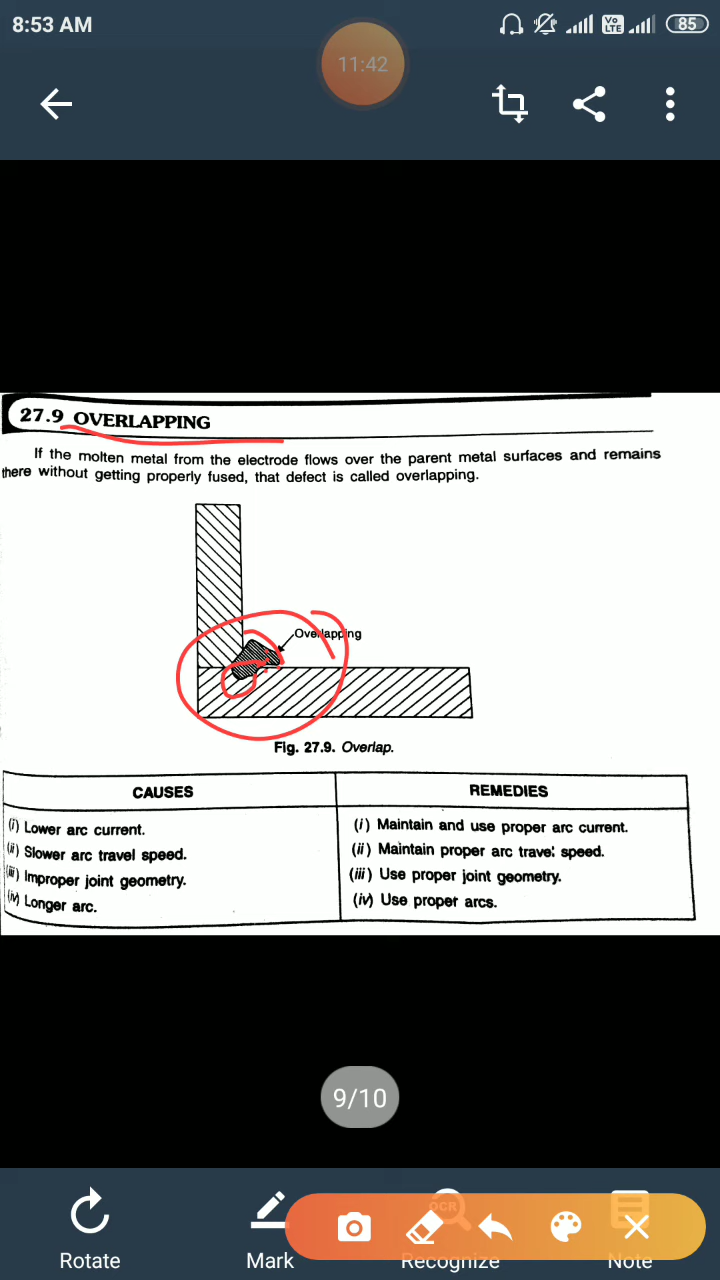 8:53 AM
Vo LTE
85
11:42
27.9 OVERLAPPING
If the molten metal from the electrode flows over the parent metal surfaces and remains
there without getting properly fused, that defect is called overlapping.
Overlapping
Fig. 27.9. Overlap.
CAUSES
(i) Lower arc current.
(ii) Slower arc travel speed.
(iii) Improper joint geometry.
(iv) Longer arc.
REMEDIES
(i) Maintain and use proper arc current.
(ii) Maintain proper arc travel speed.
(iii) Use proper joint geometry.
(iv) Use proper arcs.
9/10
OCR
Rotate
Mark
Recognize
Note